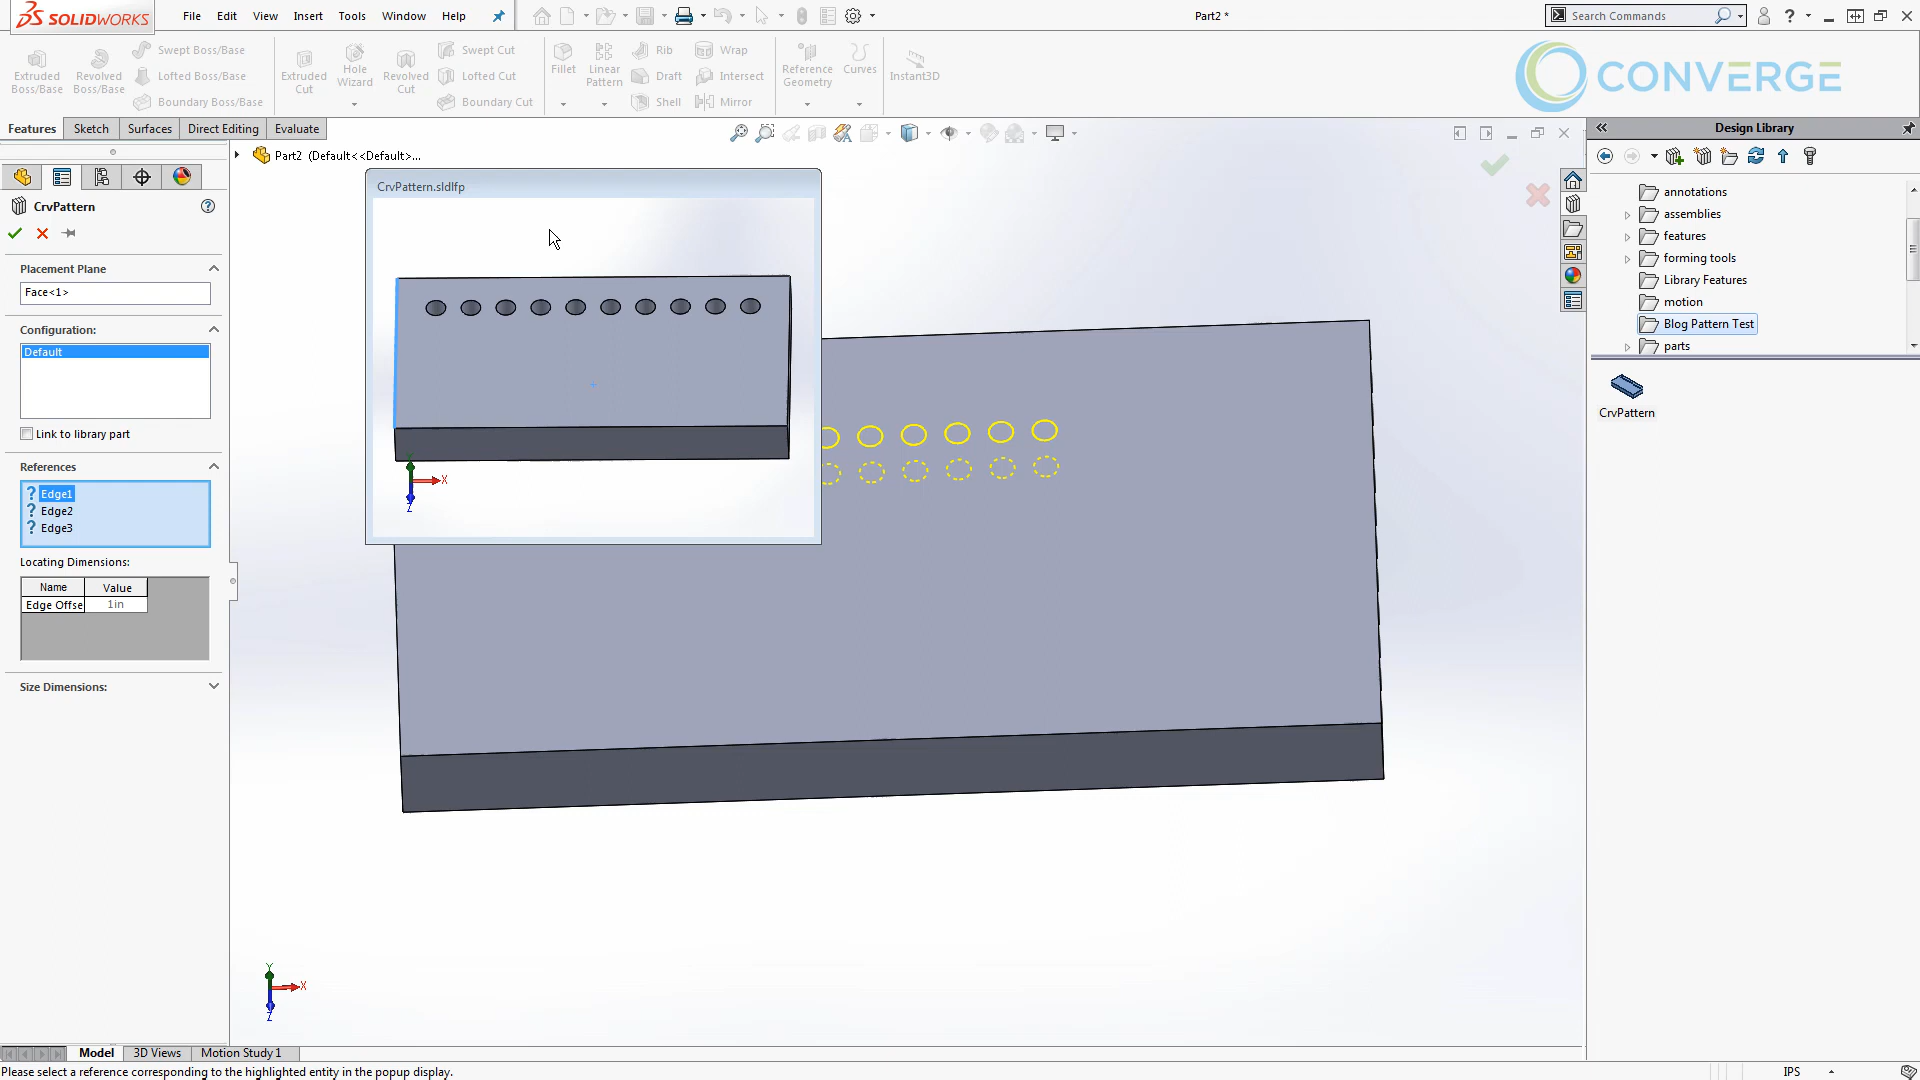 SOLIDWORKS
File Edit View Insert Tools Window Help
Part2 *
Search Commands
Extruded Boss/Base
Revolved Boss/Base
Swept Boss/Base
Lofted Boss/Base
Boundary Boss/Base
Extruded Cut
Hole Wizard
Revolved Cut
Swept Cut
Lofted Cut
Boundary Cut
Fillet
Linear Pattern
Rib
Draft
Shell
Wrap
Intersect
Mirror
Reference Geometry
Curves
Instant3D
CONVERGE
Features Sketch Surfaces Direct Editing Evaluate
Design Library
Part2 (Default<<Default>...
CrvPattern
Placement Plane
Face<1>
Configuration:
Default
Link to library part
References
? Edge1
? Edge2
? Edge3
Locating Dimensions:
Name Value
Edge Offse 1in
Size Dimensions:
CrvPattern.sldlfp
Y
X
Z
annotations
assemblies
features
forming tools
Library Features
motion
Blog Pattern Test
parts
CrvPattern
Y
X
Z
Model 3D Views Motion Study 1
Please select a reference corresponding to the highlighted entity in the popup display.
IPS